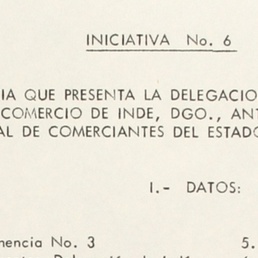 INICIATIVA No. 6
IA QUE PRESENTA LA DELEGACIO
COMERCIO DE INDE, DGO., ANT
AL DE COMERCIANTES DEL ESTADO
I.- DATOS:
nencia No. 3 5.